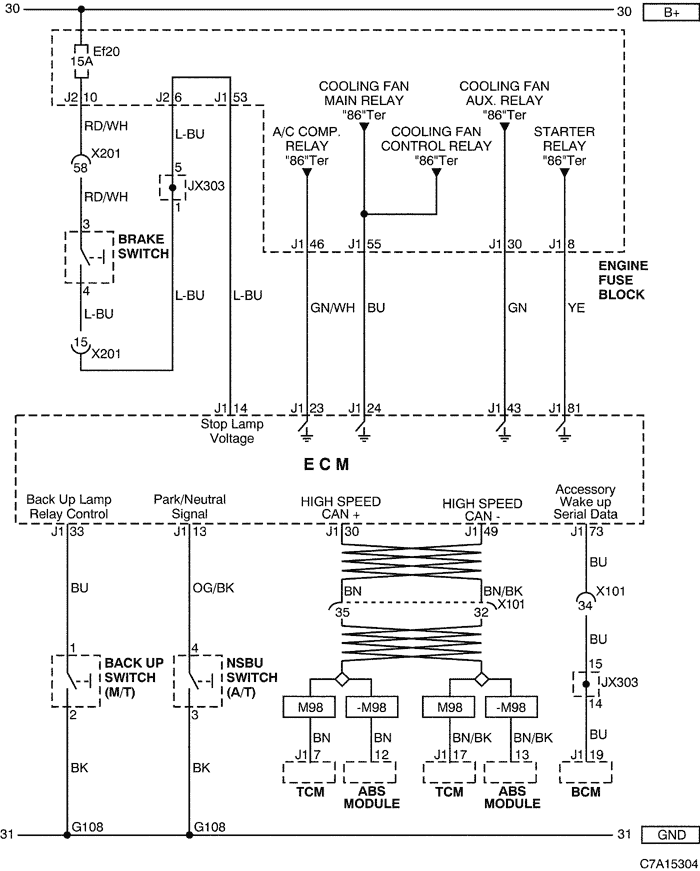 30
30
B+
Ef20
15A
J2 10
J2 6
J1 53
COOLING FAN
MAIN RELAY
"86"Ter
COOLING FAN
AUX. RELAY
"86"Ter
A/C COMP.
RELAY
"86"Ter
COOLING FAN
CONTROL RELAY
"86"Ter
STARTER
RELAY
"86"Ter
RD/WH
L-BU
X201
58
5
JX303
1
RD/WH
3
BRAKE
SWITCH
4
J1 46
J1 55
J1 30
J1 8
ENGINE
FUSE
BLOCK
L-BU
L-BU
L-BU
GN/WH
BU
GN
YE
15
X201
J1 14
J1 23
J1 24
J1 43
J1 81
Stop Lamp
Voltage
ECM
Back Up Lamp
Relay Control
Park/Neutral
Signal
HIGH SPEED
CAN +
HIGH SPEED
CAN -
Accessory
Wake up
Serial Data
J1 33
J1 13
J1 30
J1 49
J1 73
BU
OG/BK
BN
BN/BK
BU
35
32
X101
X101
34
BU
1
BACK UP
SWITCH
(M/T)
2
4
NSBU
SWITCH
(A/T)
3
15
JX303
14
M98
-M98
M98
-M98
BN
BN
BN/BK
BN/BK
BU
BK
BK
J1 7
12
J1 17
13
J1 19
TCM
ABS
MODULE
TCM
ABS
MODULE
BCM
31
G108
G108
31
GND
C7A15304